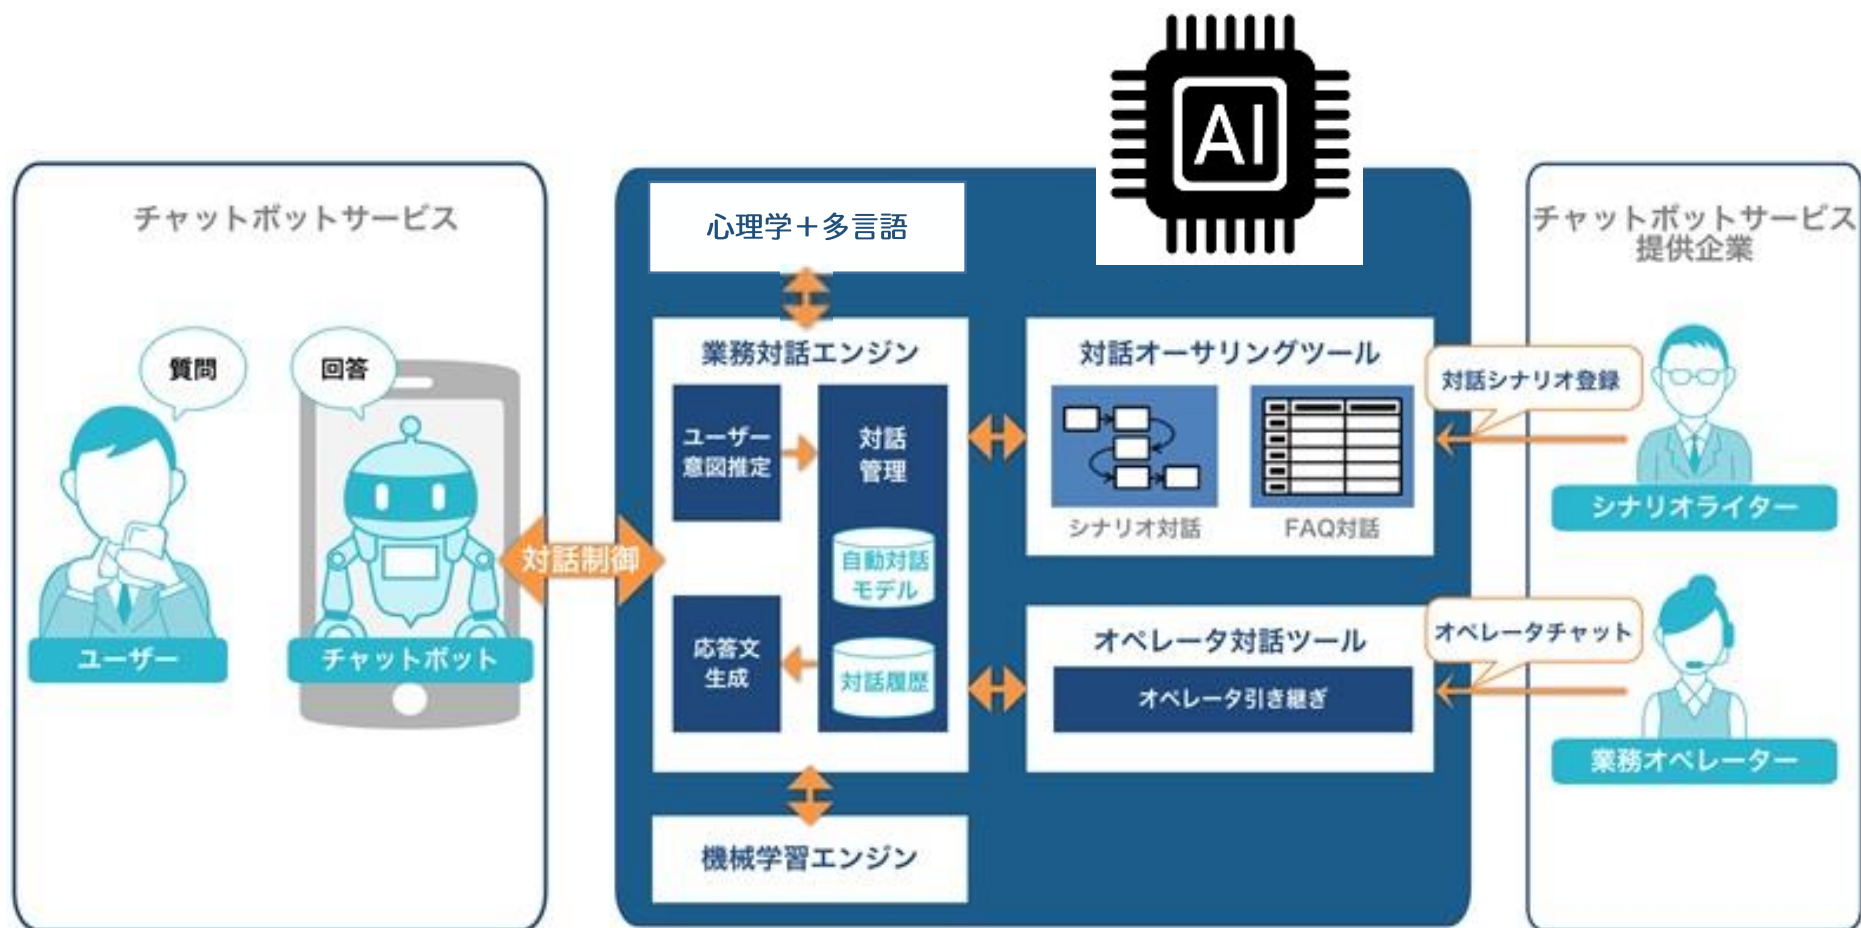 AI
チャットボットサービス
質問
回答
ユーザー
チャットボット
対話制御
心理学＋多言語
業務対話エンジン
ユーザー
意図推定
対話
管理
自動対話
モデル
応答文
生成
対話履歴
機械学習エンジン
対話オーサリングツール
シナリオ対話
FAQ対話
オペレータ対話ツール
オペレータ引き継ぎ
チャットボットサービス
提供企業
対話シナリオ登録
シナリオライター
オペレータチャット
業務オペレーター